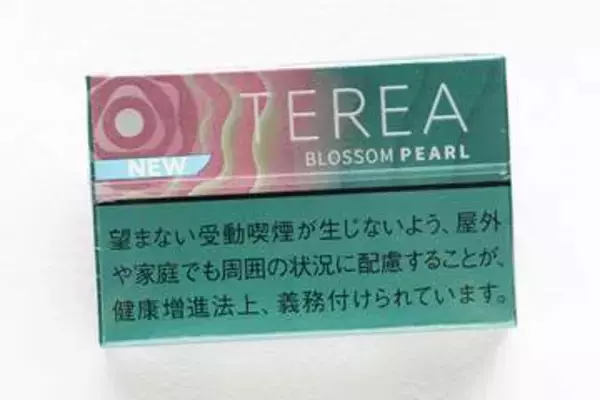 TEREA
BLOSSOM PEARL
NEW
望まない受動喫煙が生じないよう、屋外
や家庭でも周囲の状況に配慮することが、
健康増進法上、義務付けられています。